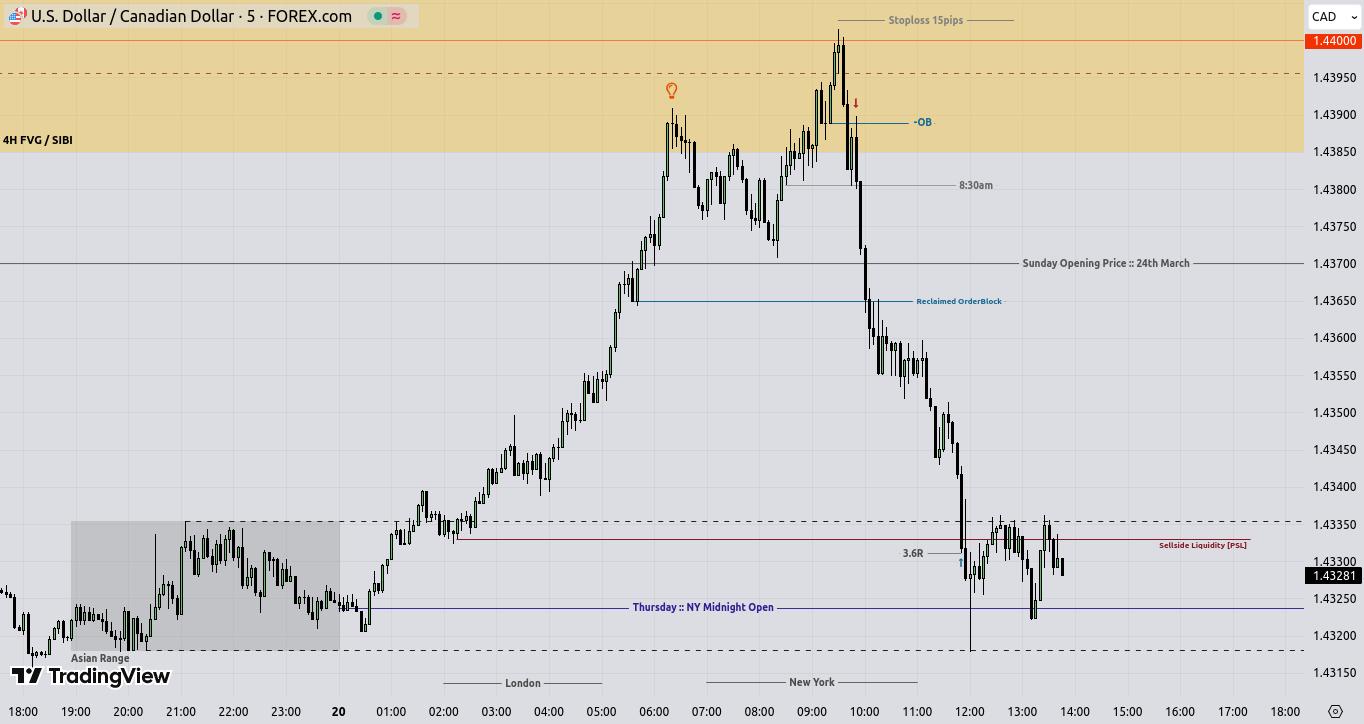 U.S. Dollar / Canadian Dollar · 5 · FOREX.com
CAD
Stoploss 15pips
1.44000
1.43950
1.43900
-OB
4H FVG / SIBI
1.43850
8:30am
1.43800
1.43750
Sunday Opening Price :: 24th March
1.43700
Reclaimed OrderBlock
1.43650
1.43600
1.43550
1.43500
1.43450
1.43400
1.43350
Sellside Liquidity [PSL]
3.6R
1.43300
1.43281
1.43250
Thursday :: NY Midnight Open
1.43200
Asian Range
1.43150
TradingView
London
New York
18:00 19:00 20:00 21:00 22:00 23:00 20 01:00 02:00 03:00 04:00 05:00 06:00 07:00 08:00 09:00 10:00 11:00 12:00 13:00 14:00 15:00 16:00 17:00 18:00